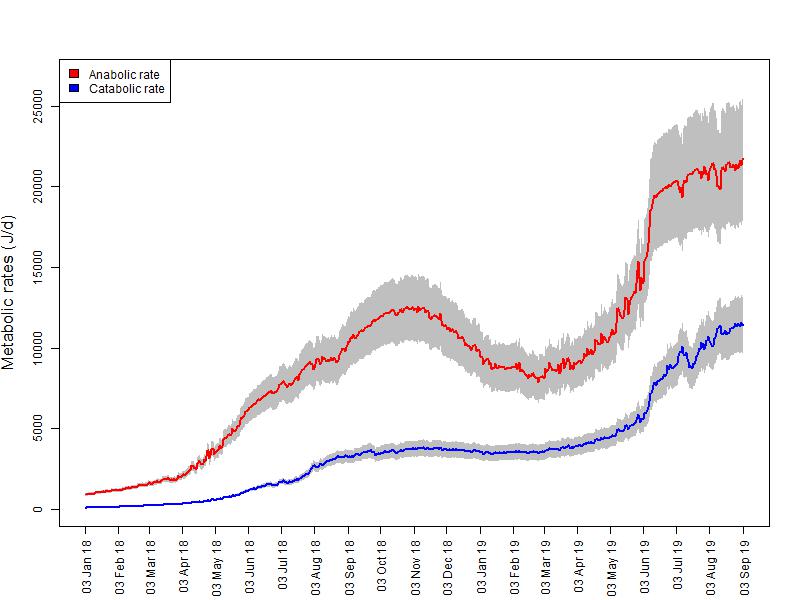 Anabolic rate
Catabolic rate
Metabolic rates (J/d)
25000
20000
15000
10000
5000
0
03 Jan 18
03 Feb 18
03 Mar 18
03 Apr 18
03 May 18
03 Jun 18
03 Jul 18
03 Aug 18
03 Sep 18
03 Oct 18
03 Nov 18
03 Dec 18
03 Jan 19
03 Feb 19
03 Mar 19
03 Apr 19
03 May 19
03 Jun 19
03 Jul 19
03 Aug 19
03 Sep 19